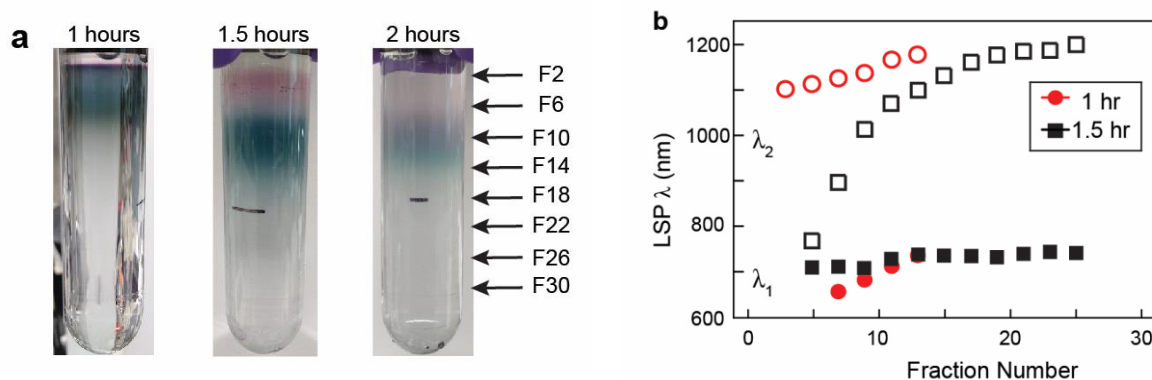 a
1 hours
1.5 hours
2 hours
F2
F6
F10
F14
F18
F22
F26
F30
b
LSP λ (nm)
1200
1000
800
600
λ2
λ1
1 hr
1.5 hr
0
10
20
30
Fraction Number